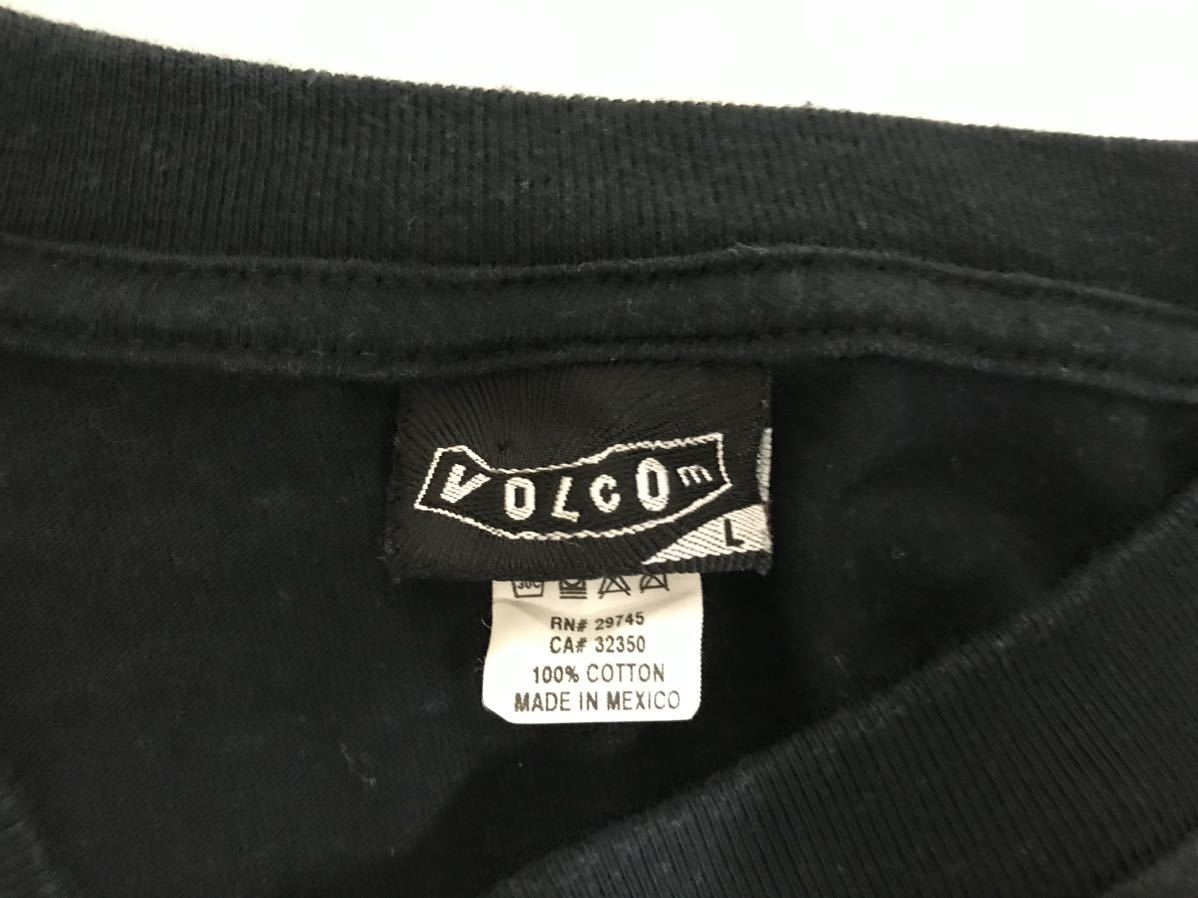 VOLCOm
L
30C
RN# 29745
CA# 32350
100% COTTON
MADE IN MEXICO